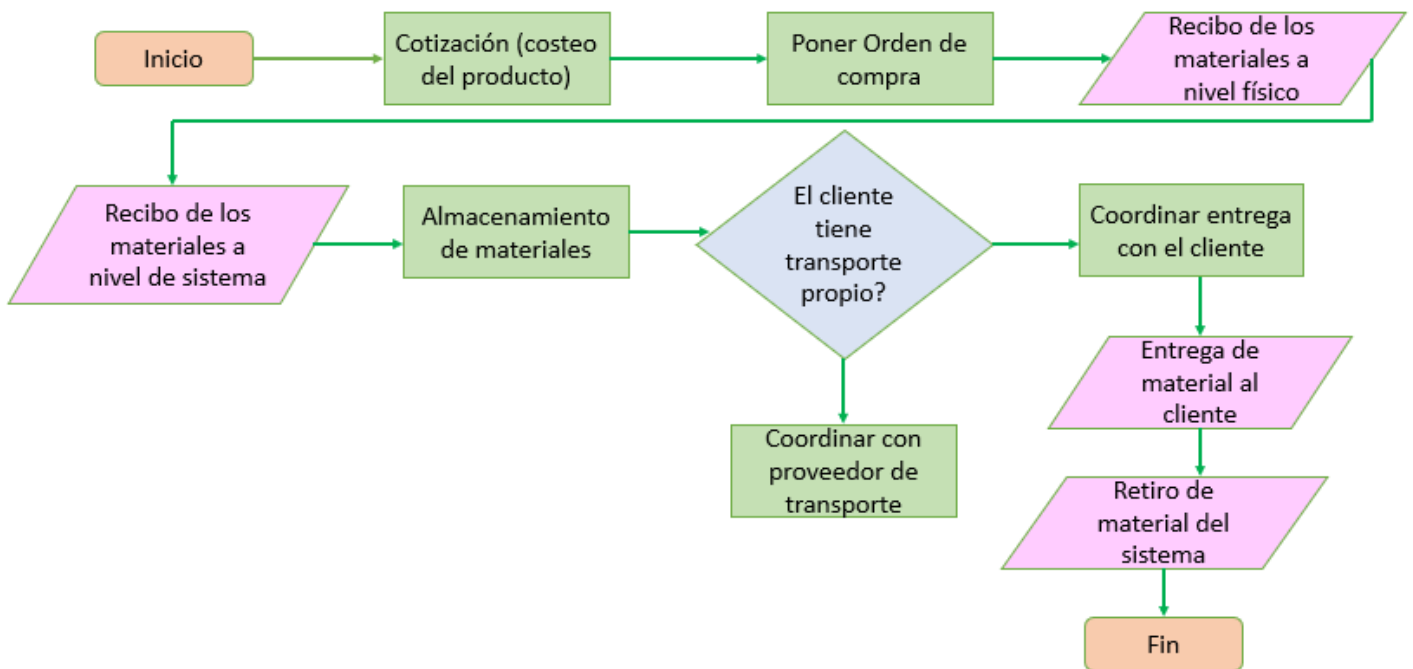 Inicio
Cotización (costeo
del producto)
Poner Orden de
compra
Recibo de los
materiales a
nivel físico
Recibo de los
materiales a
nivel de sistema
Almacenamiento
de materiales
El cliente
tiene
transporte
propio?
Coordinar entrega
con el cliente
Entrega de
material al
cliente
Coordinar con
proveedor de
transporte
Retiro de
material del
sistema
Fin